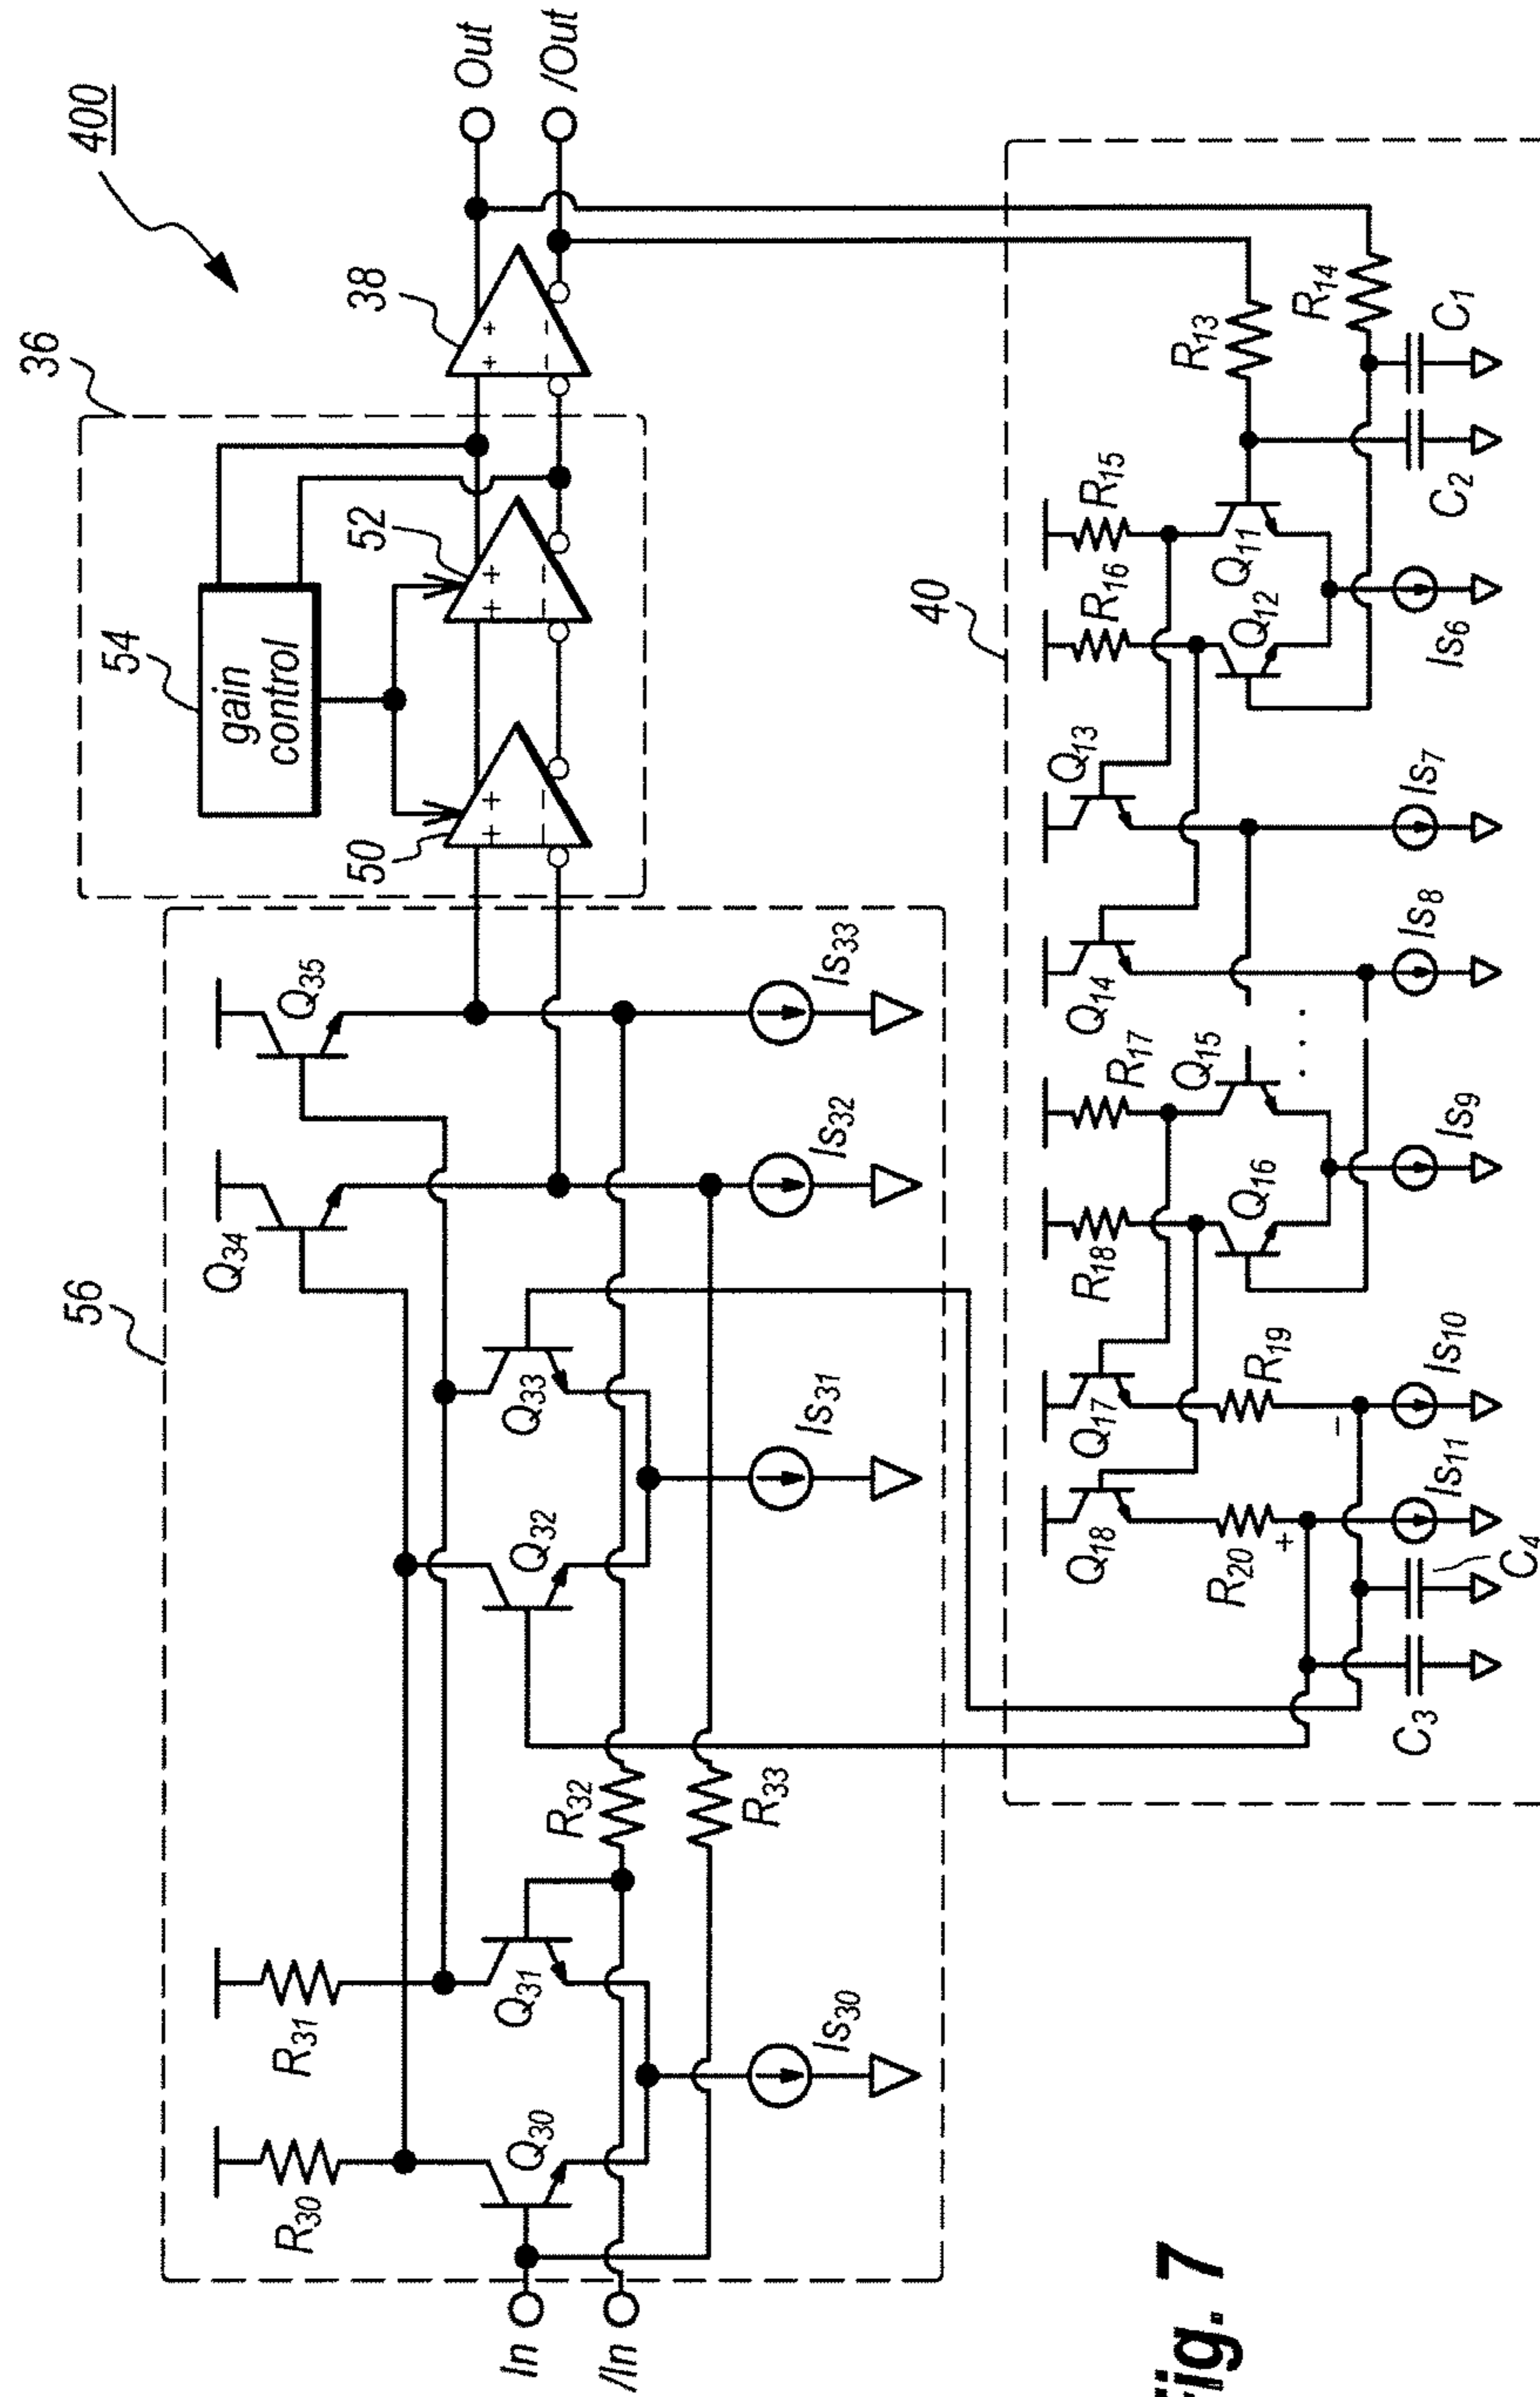 400
36
54
gain
control
56
50
52
38
Out
/Out
R30
R31
Q34
Q35
Q30
Q31
Q32
Q33
+ +
– –
+ +
– –
+ +
– –
In
/In
R32
R33
Is30
Is31
Is32
Is33
40
Q18
Q17
R18
R17
Q14
Q13
R16
R15
Q16
Q15
Q12
Q11
R13
R14
R20
R19
+
–
. . .
C3
C4
Is11
Is10
Is9
Is8
Is7
Is6
C2
C1
Fig. 7